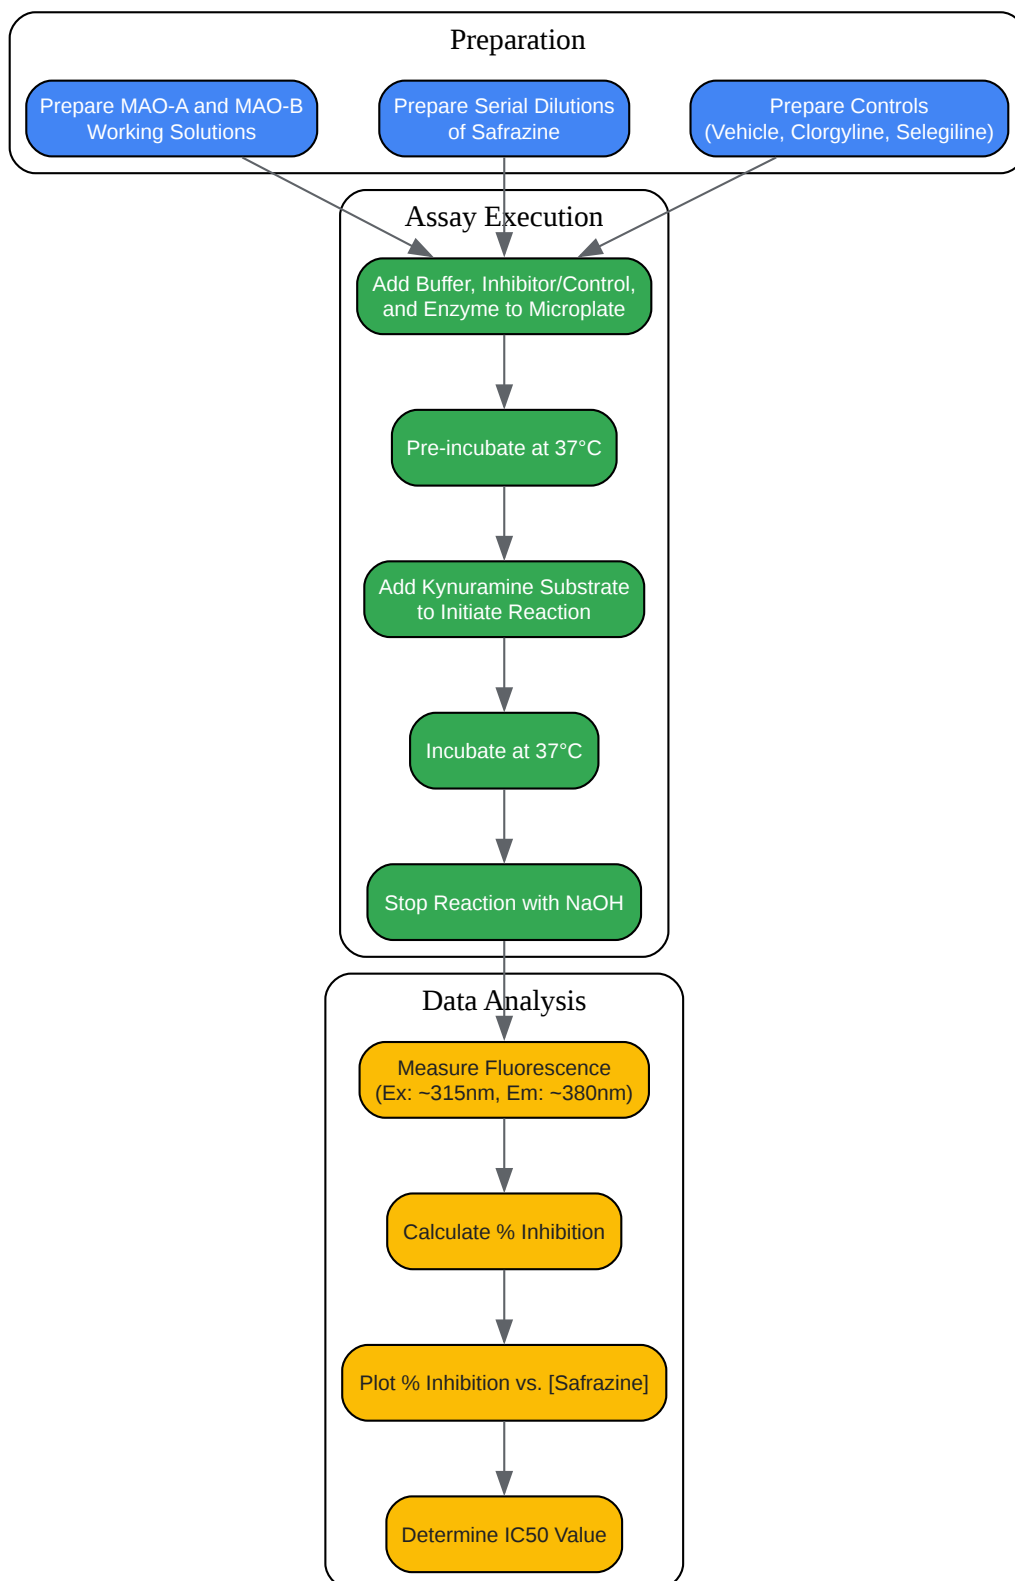 Preparation
Prepare MAO-A and MAO-B
Working Solutions
Prepare Serial Dilutions
of Safrazine
Prepare Controls
(Vehicle, Clorgyline, Selegiline)
Assay Execution
Add Buffer, Inhibitor/Control,
and Enzyme to Microplate
Pre-incubate at 37°C
Add Kynuramine Substrate
to Initiate Reaction
Incubate at 37°C
Stop Reaction with NaOH
Data Analysis
Measure Fluorescence
(Ex: ~315nm, Em: ~380nm)
Calculate % Inhibition
Plot % Inhibition vs. [Safrazine]
Determine IC50 Value